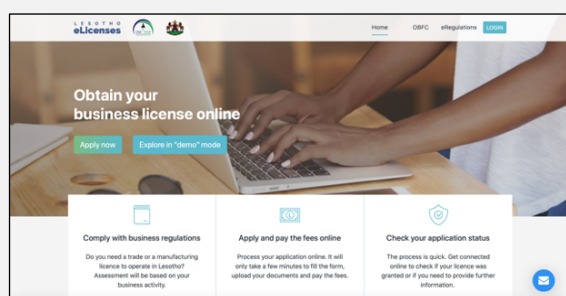 LESOTHO
eLicenses
Home OBFC eRegulations LOGIN
Obtain your
business license online
Apply now Explore in "demo" mode
Comply with business regulations
Do you need a trade or a manufacturing
licence to operate in Lesotho?
Assessment will be based on your
business activity.
Apply and pay the fees online
Process your application online. It will
only take a few minutes to fill the form,
upload your documents and pay the fees.
Check your application status
The process is quick. Get connected
online to check if your licence was
granted or if you need to provide further
information.